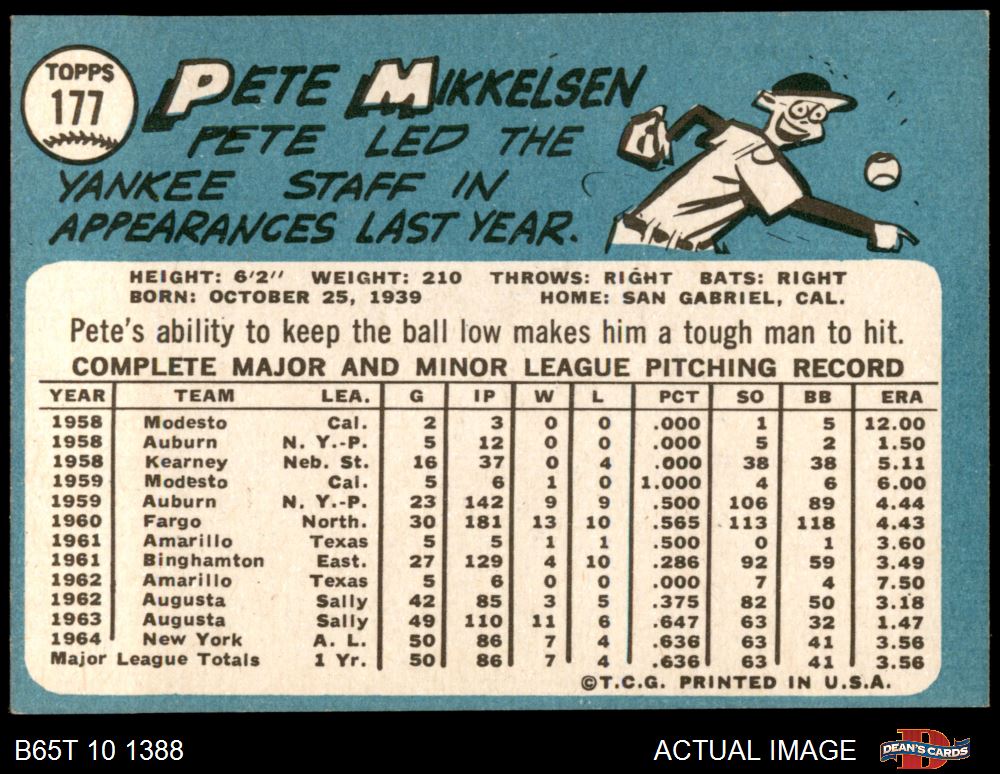 TOPPS
177
PETE MIKKELSEN
PETE LED THE
YANKEE STAFF IN
APPEARANCES LAST YEAR.
HEIGHT: 6'2" WEIGHT: 210 THROWS: RIGHT BATS: RIGHT
BORN: OCTOBER 25, 1939 HOME: SAN GABRIEL, CAL.
Pete's ability to keep the ball low makes him a tough man to hit.
COMPLETE MAJOR AND MINOR LEAGUE PITCHING RECORD
YEAR TEAM LEA. G IP W L PCT SO BB ERA
1958 Modesto Cal. 2 3 0 0 .000 1 5 12.00
1958 Auburn N. Y.-P. 5 12 0 0 .000 5 2 1.50
1958 Kearney Neb. St. 16 37 0 4 .000 38 38 5.11
1959 Modesto Cal. 5 6 1 0 1.000 4 6 6.00
1959 Auburn N. Y.-P. 23 142 9 9 .500 106 89 4.44
1960 Fargo North. 30 181 13 10 .565 113 118 4.43
1961 Amarillo Texas 5 5 1 1 .500 0 1 3.60
1961 Binghamton East. 27 129 4 10 .286 92 59 3.49
1962 Amarillo Texas 5 6 0 0 .000 7 4 7.50
1962 Augusta Sally 42 85 3 5 .375 82 50 3.18
1963 Augusta Sally 49 110 11 6 .647 63 32 1.47
1964 New York A. L. 50 86 7 4 .636 63 41 3.56
Major League Totals 1 Yr. 50 86 7 4 .636 63 41 3.56
©T.C.G. PRINTED IN U.S.A.
B65T 10 1388 ACTUAL IMAGE DEAN'S CARDS